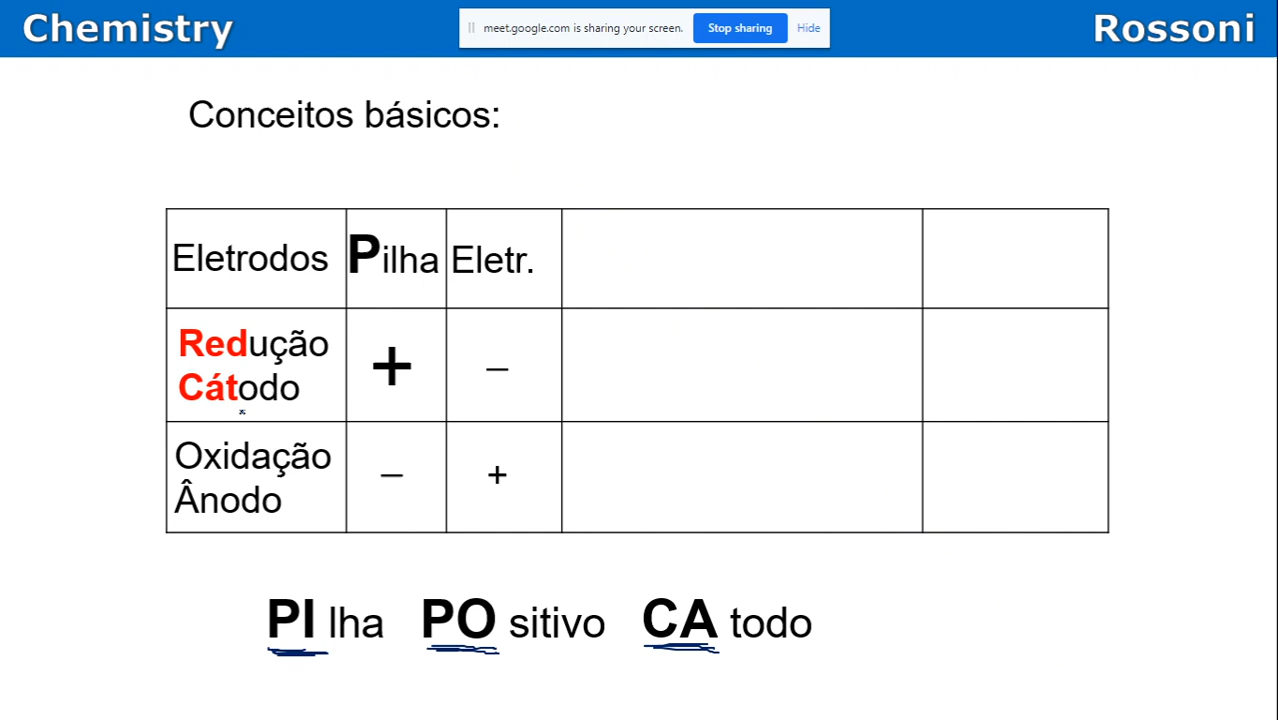 Chemistry
meet.google.com is sharing your screen. Stop sharing Hide
Rossoni
Conceitos básicos:
Eletrodos Pilha Eletr.
Redução
Cátodo
+ –
Oxidação
Ânodo
– +
PI lha PO sitivo CA todo